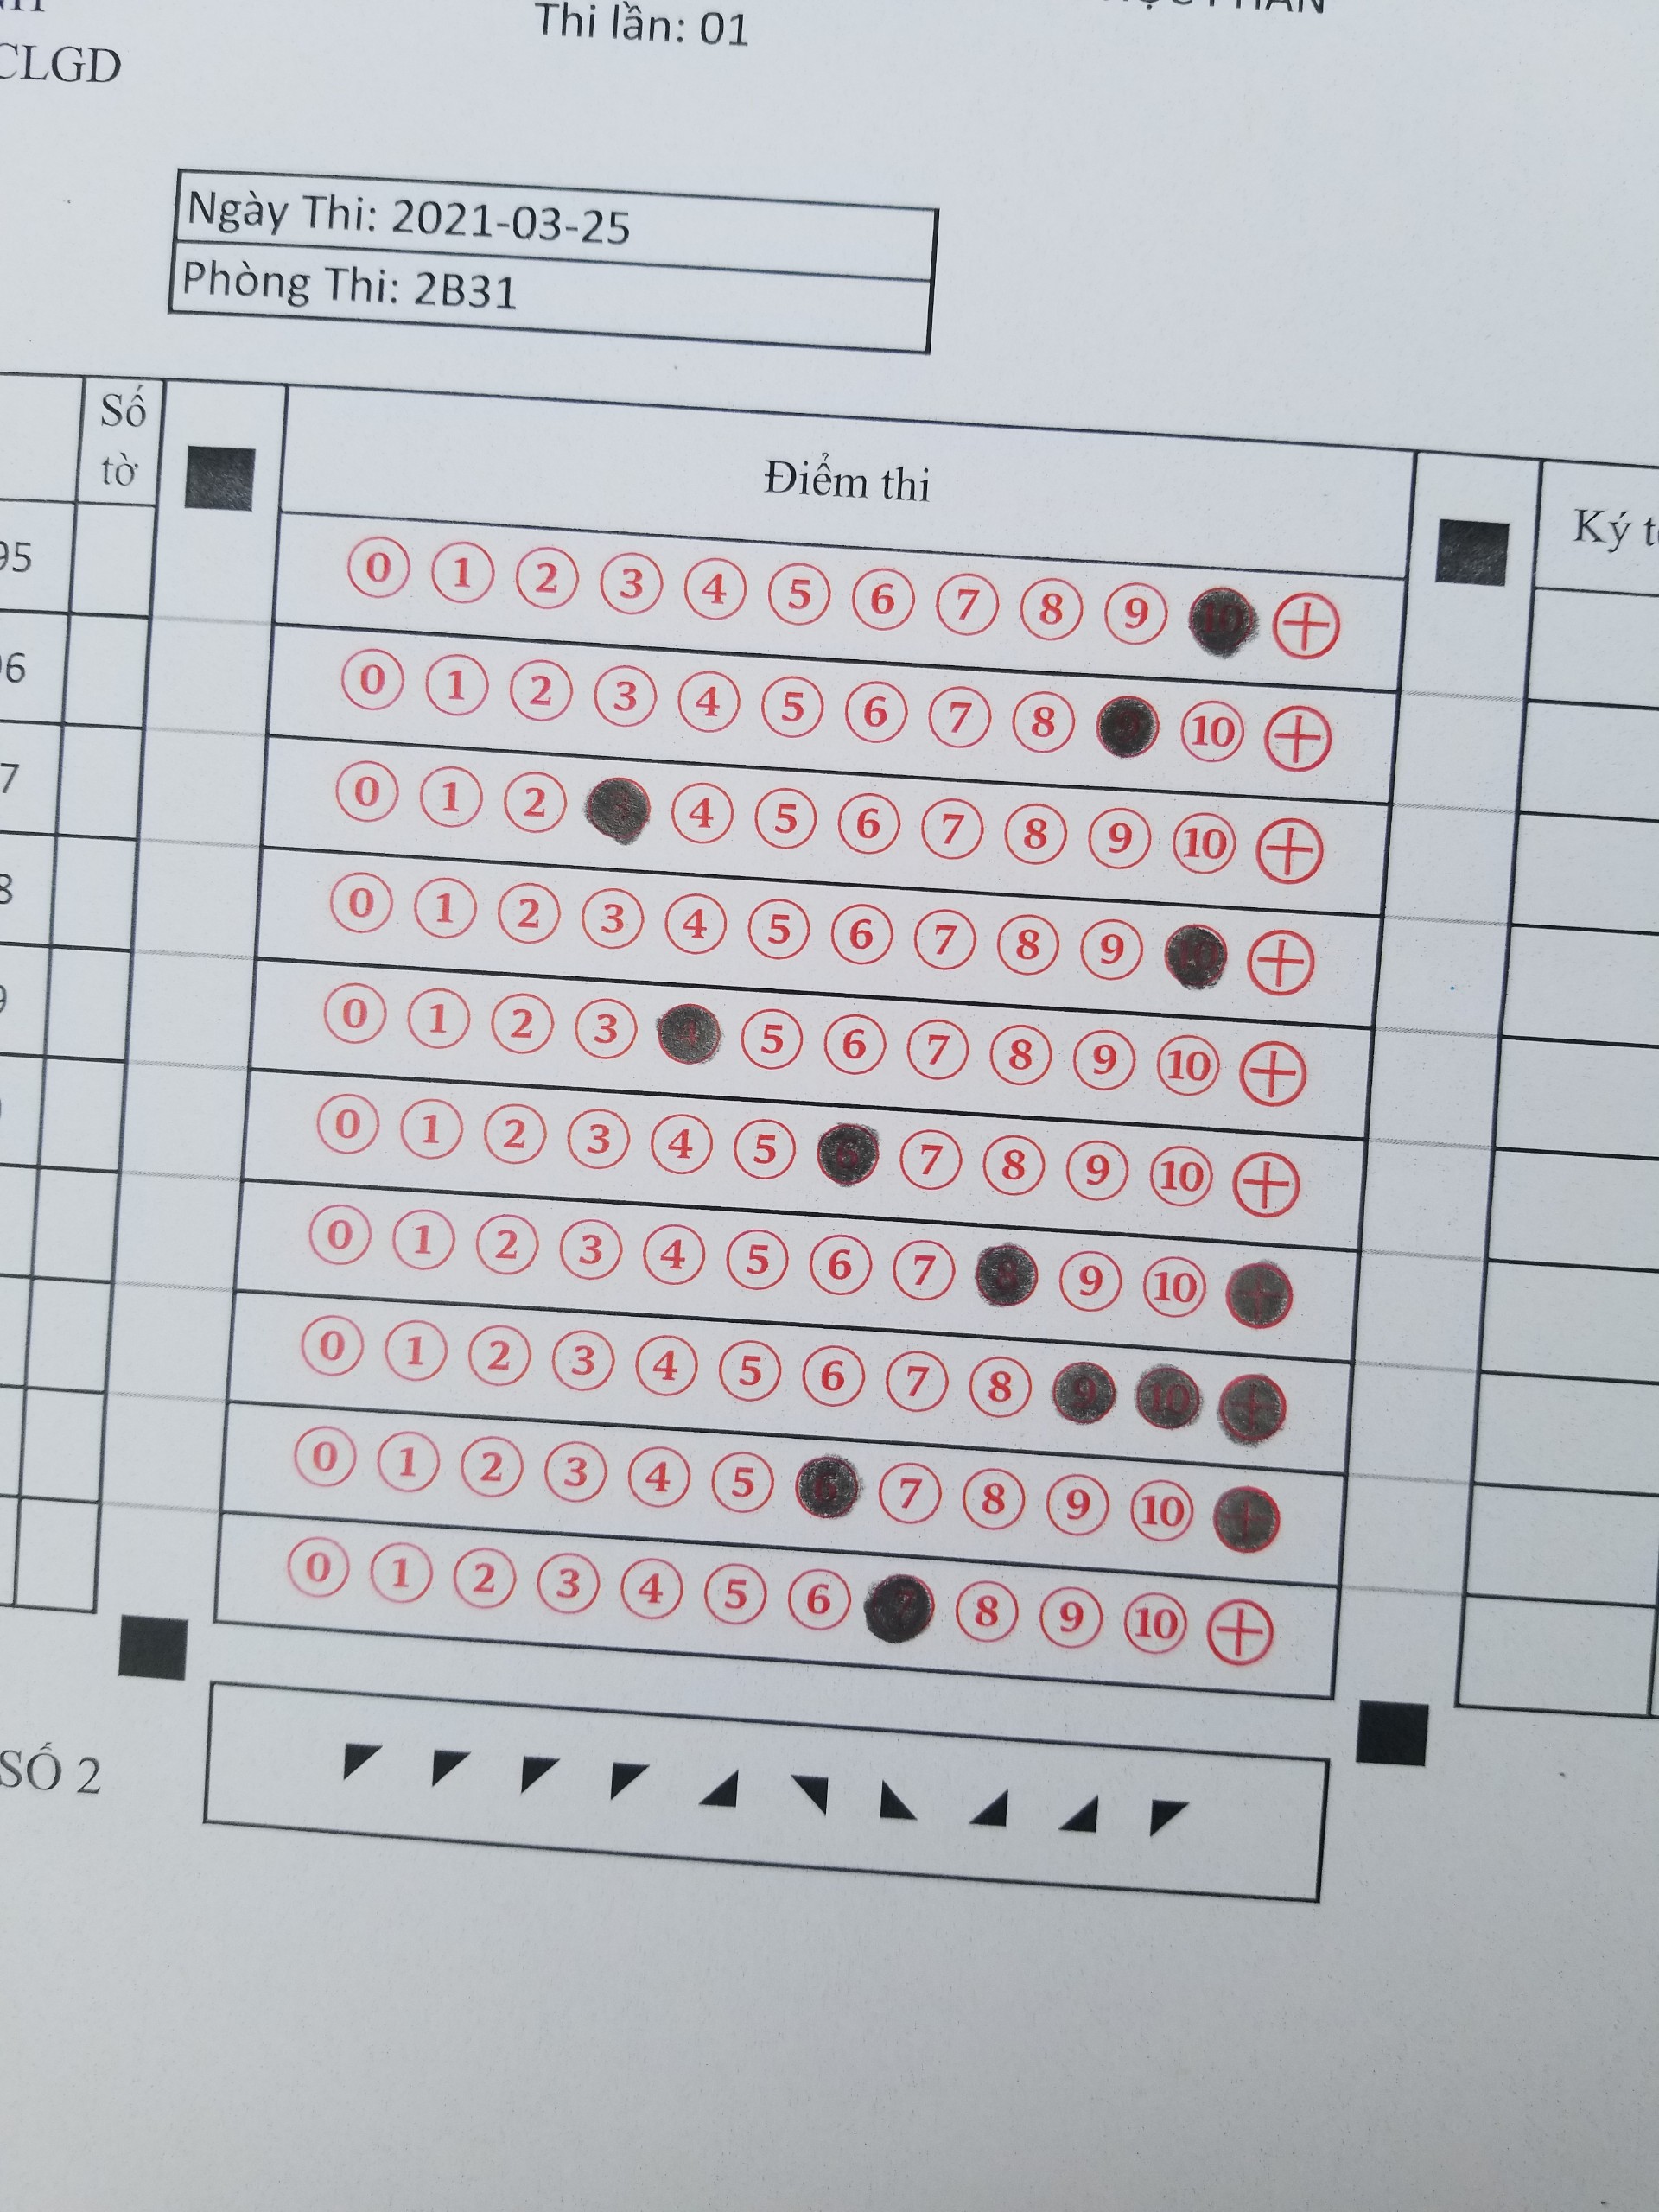 CLGD
Thi lần: 01
Ngày Thi: 2021-03-25
Phòng Thi: 2B31
Số tờ
Điểm thi
Ký
95
0 1 2 3 4 5 6 7 8 9 10 +
6
0 1 2 3 4 5 6 7 8 9 10 +
7
0 1 2 3 4 5 6 7 8 9 10 +
8
0 1 2 3 4 5 6 7 8 9 10 +
9
0 1 2 3 4 5 6 7 8 9 10 +
0 1 2 3 4 5 6 7 8 9 10 +
0 1 2 3 4 5 6 7 8 9 10 +
0 1 2 3 4 5 6 7 8 9 10 +
0 1 2 3 4 5 6 7 8 9 10 +
0 1 2 3 4 5 6 7 8 9 10 +
SỐ 2